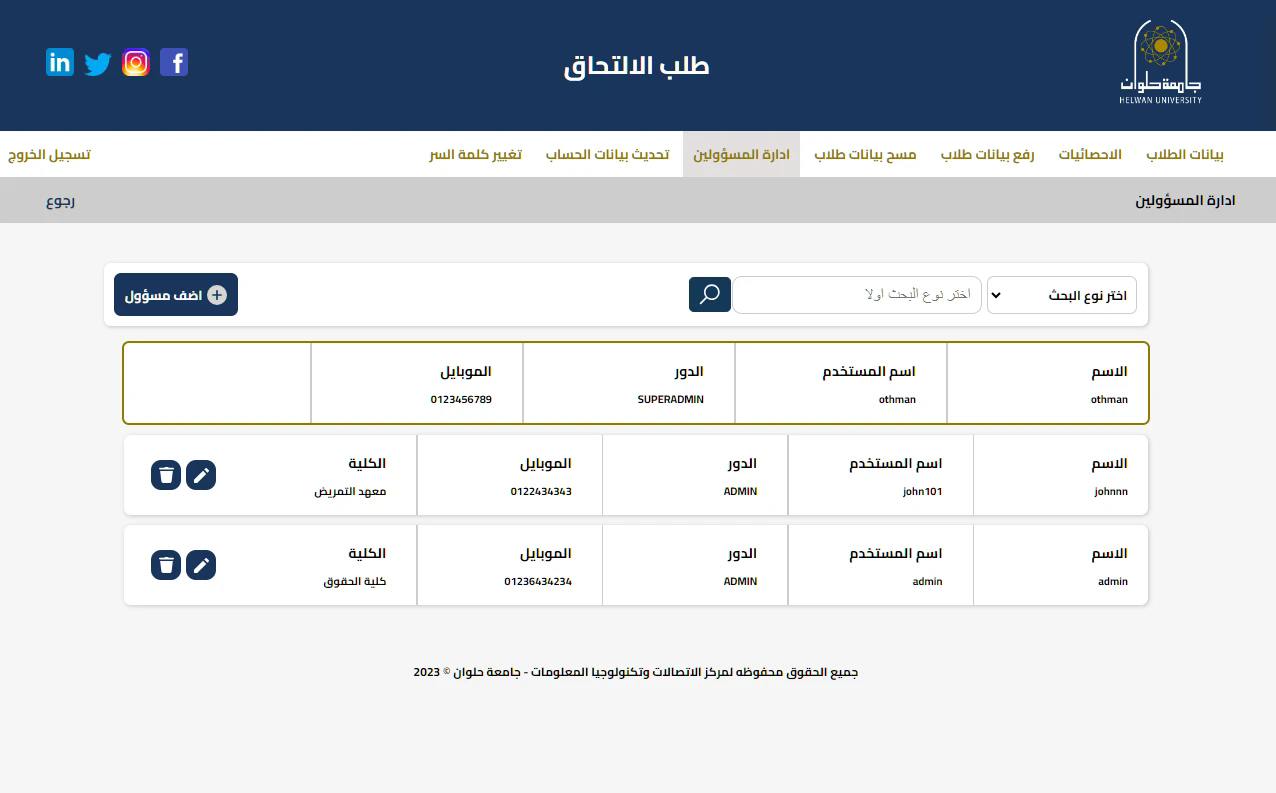 جامعة حلوان
HELWAN UNIVERSITY
طلب الالتحاق
in
f
بيانات الطلاب
الاحصائيات
رفع بيانات طلاب
مسح بيانات طلاب
ادارة المسؤولين
تحديث بيانات الحساب
تغيير كلمة السر
تسجيل الخروج
ادارة المسؤولين
رجوع
اختر نوع البحث
اختر نوع البحث اولا
اضف مسؤول
الاسم
othman
اسم المستخدم
othman
الدور
SUPERADMIN
الموبايل
0123456789
الاسم
johnnn
اسم المستخدم
john101
الدور
ADMIN
الموبايل
0122434343
الكلية
معهد التمريض
الاسم
admin
اسم المستخدم
admin
الدور
ADMIN
الموبايل
01236434234
الكلية
كلية الحقوق
جميع الحقوق محفوظه لمركز الاتصالات وتكنولوجيا المعلومات - جامعة حلوان © 2023